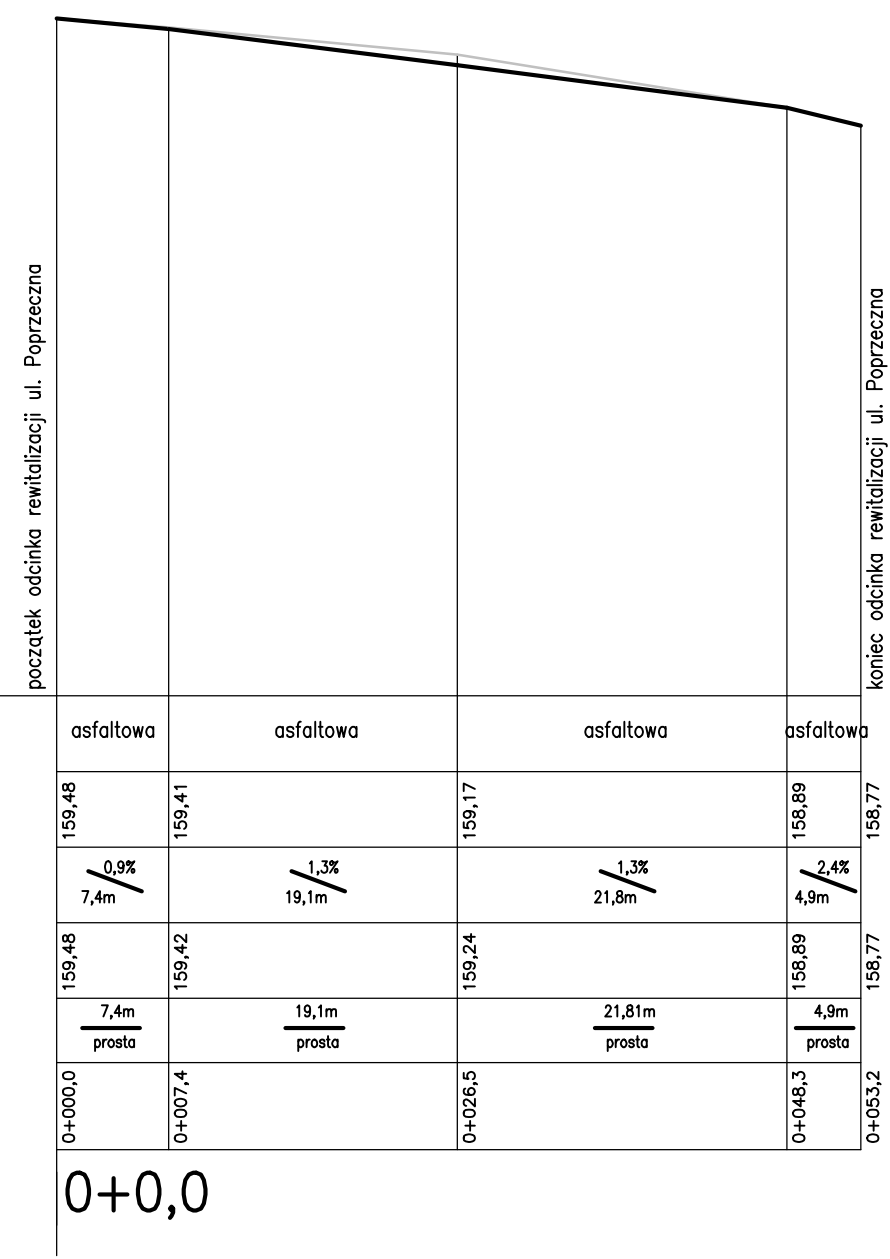 początek odcinka rewitalizacji ul. Poprzeczna
koniec odcinka rewitalizacji ul. Poprzeczna
asfaltowa asfaltowa asfaltowa asfaltowa
159,48 159,41 159,17 158,89 158,77
0,9% 1,3% 1,3% 2,4%
7,4m 19,1m 21,8m 4,9m
159,48 159,42 159,24 158,89 158,77
7,4m 19,1m 21,81m 4,9m
prosta prosta prosta prosta
0+000,0 0+007,4 0+026,5 0+048,3 0+053,2
0+0,0